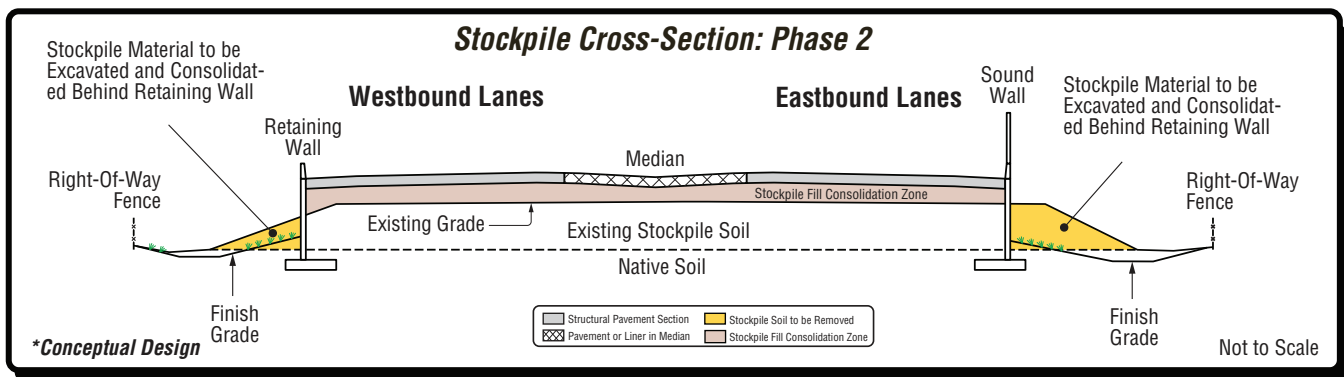 Stockpile Cross-Section: Phase 2
Stockpile Material to be
Excavated and Consolidat-
ed Behind Retaining Wall
Westbound Lanes
Eastbound Lanes
Sound
Wall
Stockpile Material to be
Excavated and Consolidat-
ed Behind Retaining Wall
Retaining
Wall
Median
Right-Of-Way
Fence
Stockpile Fill Consolidation Zone
Right-Of-Way
Fence
Existing Grade
Existing Stockpile Soil
Native Soil
Finish
Grade
Structural Pavement Section
Stockpile Soil to be Removed
Pavement or Liner in Median
Stockpile Fill Consolidation Zone
Finish
Grade
*Conceptual Design
Not to Scale